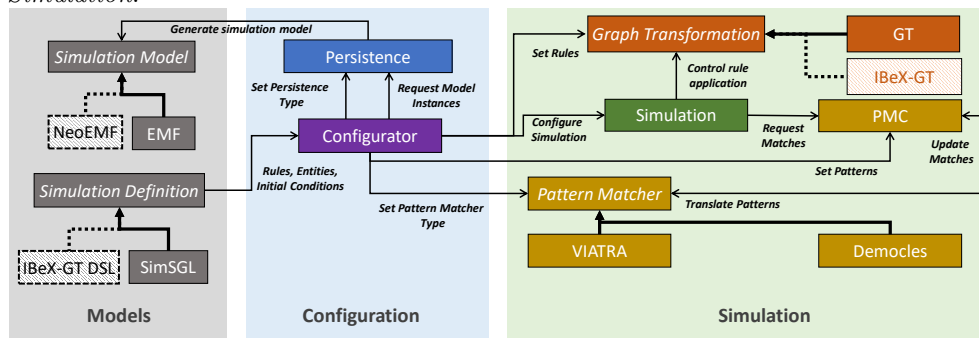 Simulation.
Generate simulation model
Simulation Model
NeoEMF
EMF
Simulation Definition
IBeX-GT DSL
SimSGL
Models
Persistence
Set Persistence
Type
Request Model
Instances
Configurator
Rules, Entities,
Initial Conditions
Set Pattern Matcher
Type
Configuration
Set Rules
Graph Transformation
GT
IBeX-GT
Control rule
application
Configure
Simulation
Simulation
Request
Matches
PMC
Update
Matches
Set Patterns
Pattern Matcher
Translate Patterns
VIATRA
Democles
Simulation